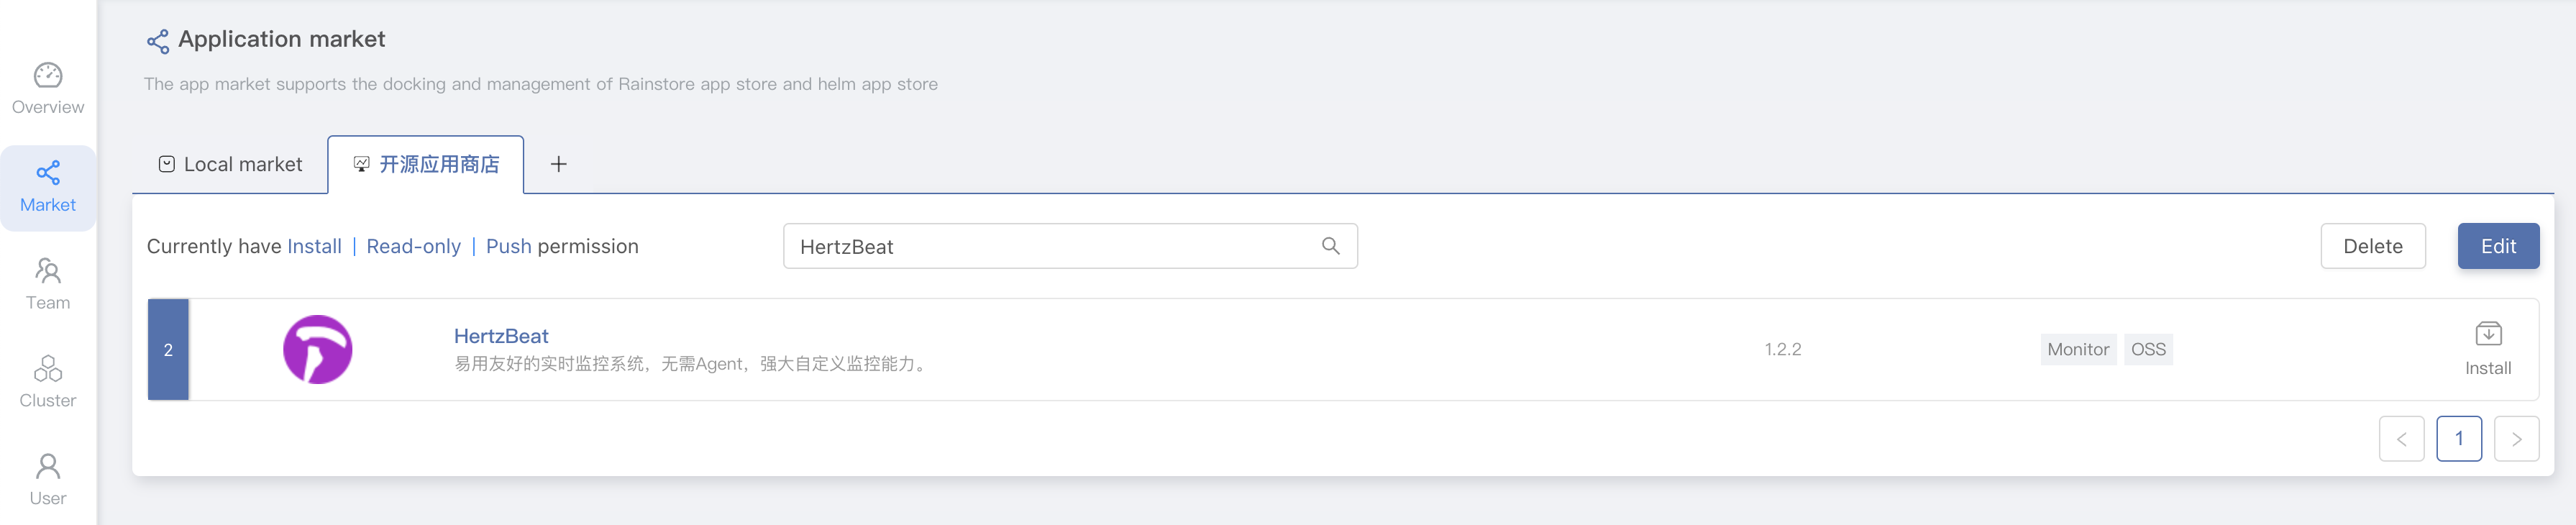 Application market
The app market supports the docking and management of Rainstore app store and helm app store
Overview
Market
Team
Cluster
User
Local market
开源应用商店
+
Currently have Install | Read-only | Push permission
HertzBeat
Delete
Edit
2
HertzBeat
易用友好的实时监控系统，无需Agent，强大自定义监控能力。
1.2.2
Monitor
OSS
Install
<
1
>